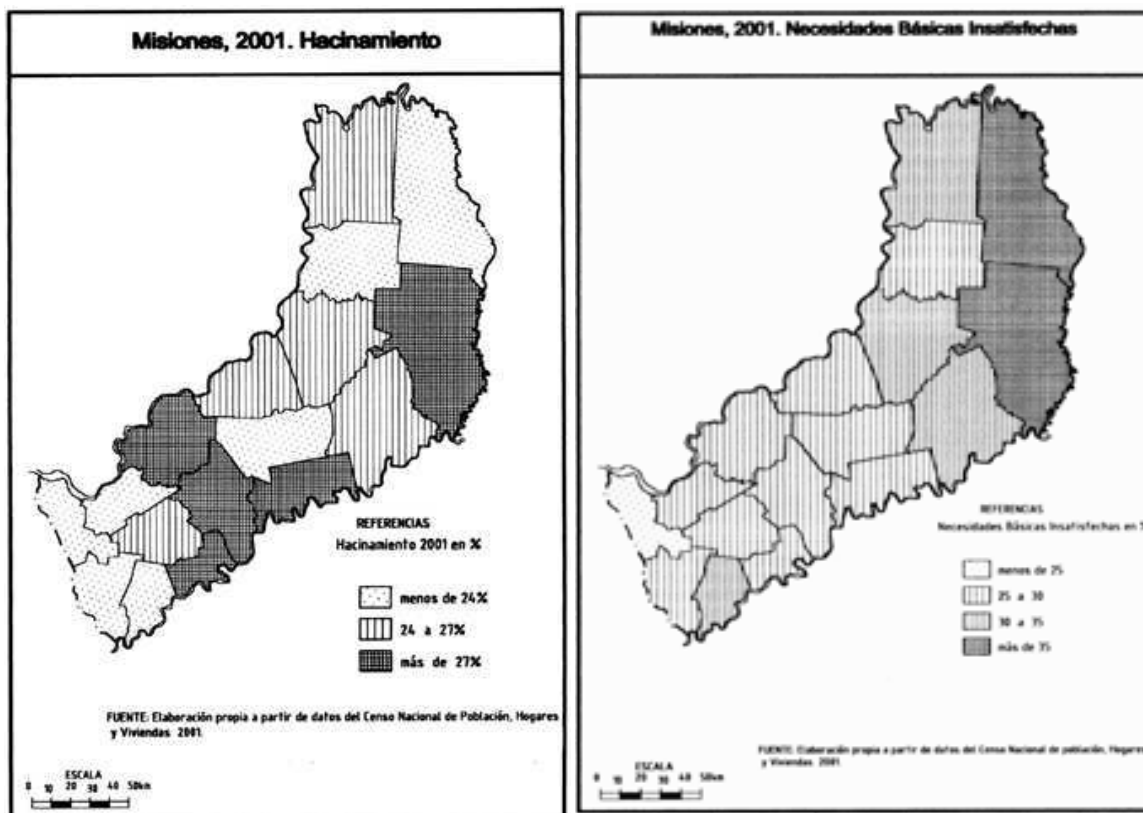 Misiones, 2001. Hacinamiento
REFERENCIAS
Hacinamiento 2001 en %
menos de 24%
24 a 27%
más de 27%
FUENTE: Elaboración propia a partir de datos del Censo Nacional de Población, Hogares
y Viviendas 2001.
ESCALA
0 10 20 30 40 50km
Misiones, 2001. Necesidades Básicas Insatisfechas
REFERENCIAS
Necesidades Básicas Insatisfechas en %
menos de 25
25 a 30
30 a 35
más de 35
FUENTE: Elaboración propia a partir de datos del Censo Nacional de población, Hogares
y Viviendas 2001.
ESCALA
0 10 20 30 40 50km